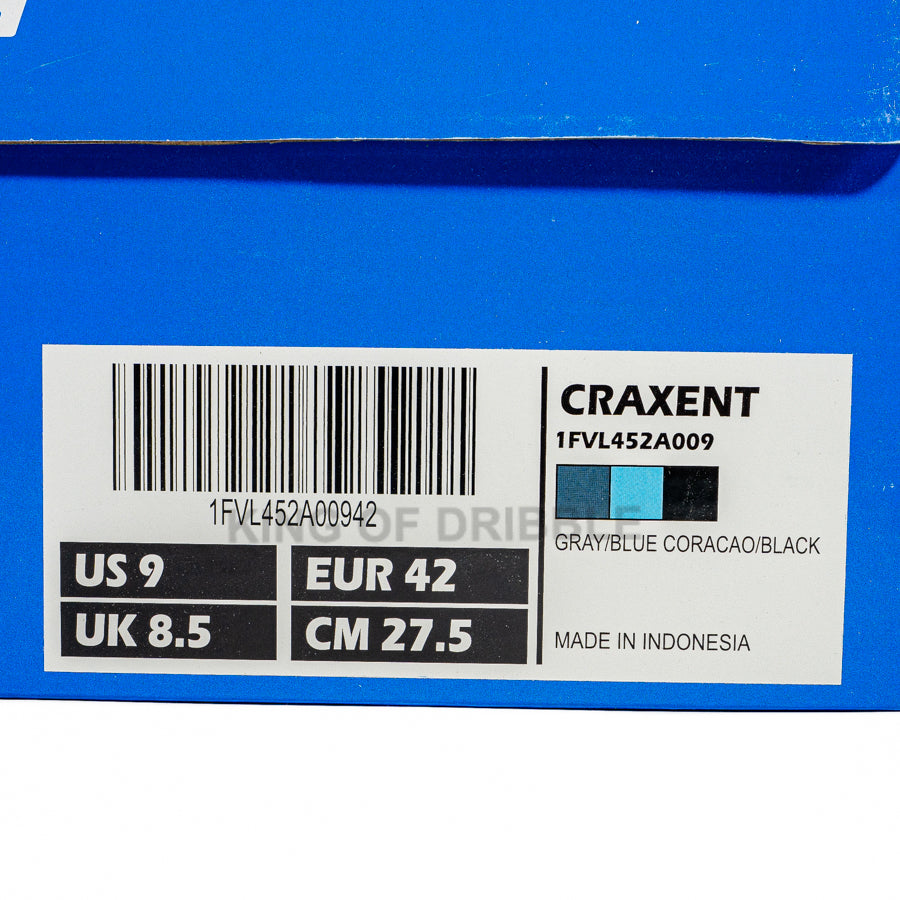 1FVL452A00942
KING OF DRIBBLE
US 9
EUR 42
UK 8.5
CM 27.5
CRAXENT
1FVL452A009
GRAY/BLUE CORACAO/BLACK
MADE IN INDONESIA